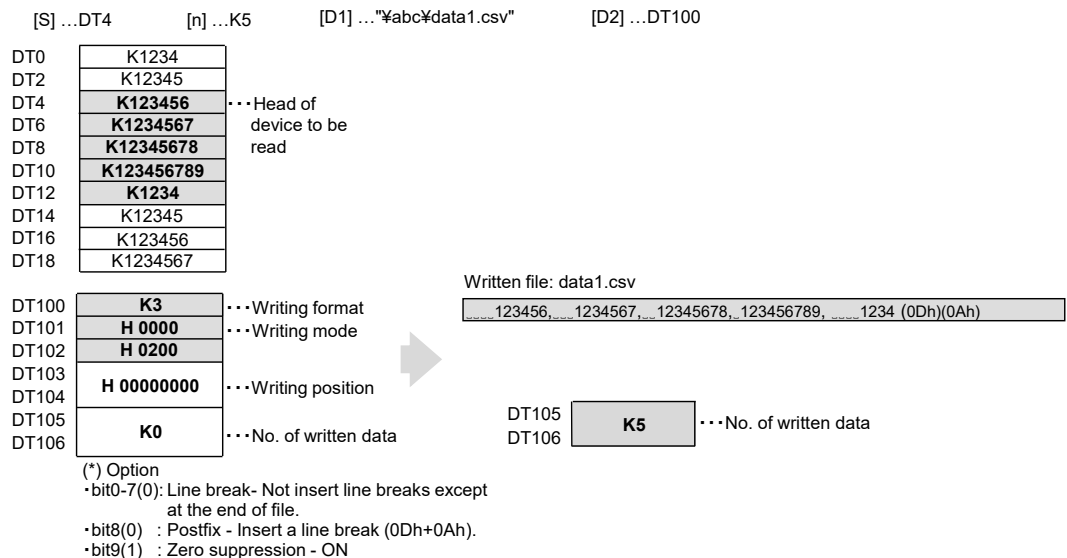 [S] …DT4 [n] …K5 [D1] ..."¥abc¥data1.csv" [D2] …DT100
DT0 K1234
DT2 K12345
DT4 K123456 ・・・Head of
DT6 K1234567 device to be
DT8 K12345678 read
DT10 K123456789
DT12 K1234
DT14 K12345
DT16 K123456
DT18 K1234567
Written file: data1.csv
DT100 K3 ・・・Writing format
␣␣␣␣123456,␣␣␣1234567,␣␣12345678,␣123456789, ␣␣␣␣1234 (0Dh)(0Ah)
DT101 H 0000 ・・・Writing mode
DT102 H 0200
DT103
H 00000000 ・・・Writing position
DT104
DT105
K0 ・・・No. of written data
DT106
DT105
K5 ・・・No. of written data
DT106
(*) Option
・bit0-7(0): Line break- Not insert line breaks except
at the end of file.
・bit8(0) : Postfix - Insert a line break (0Dh+0Ah).
・bit9(1) : Zero suppression - ON